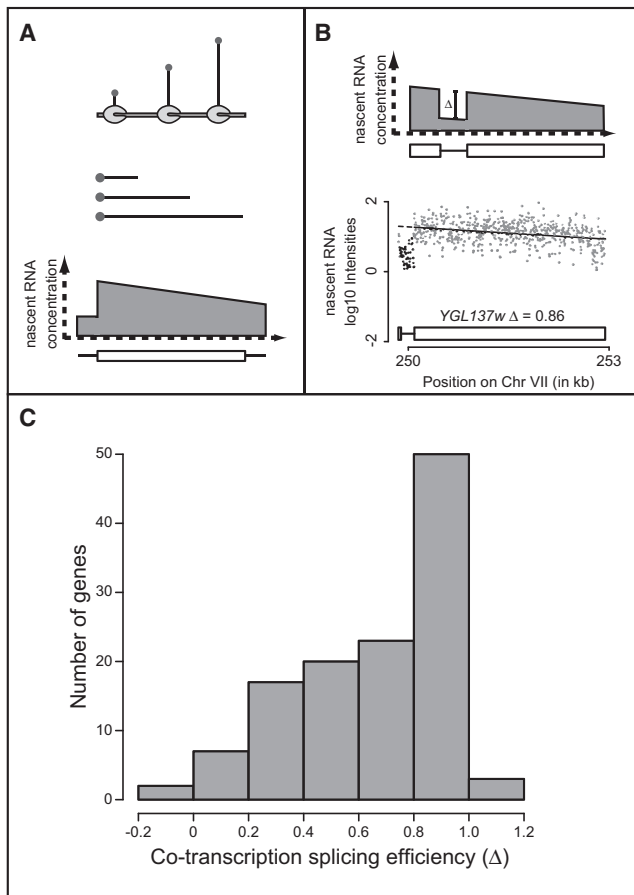 A
nascent RNA
concentration
B
nascent RNA
concentration
Δ
nascent RNA
log10 Intensities
2
0
-2
YGL137w Δ = 0.86
250
253
Position on Chr VII (in kb)
C
Number of genes
50
40
30
20
10
0
-0.2
0
0.2
0.4
0.6
0.8
1.0
1.2
Co-transcription splicing efficiency (Δ)